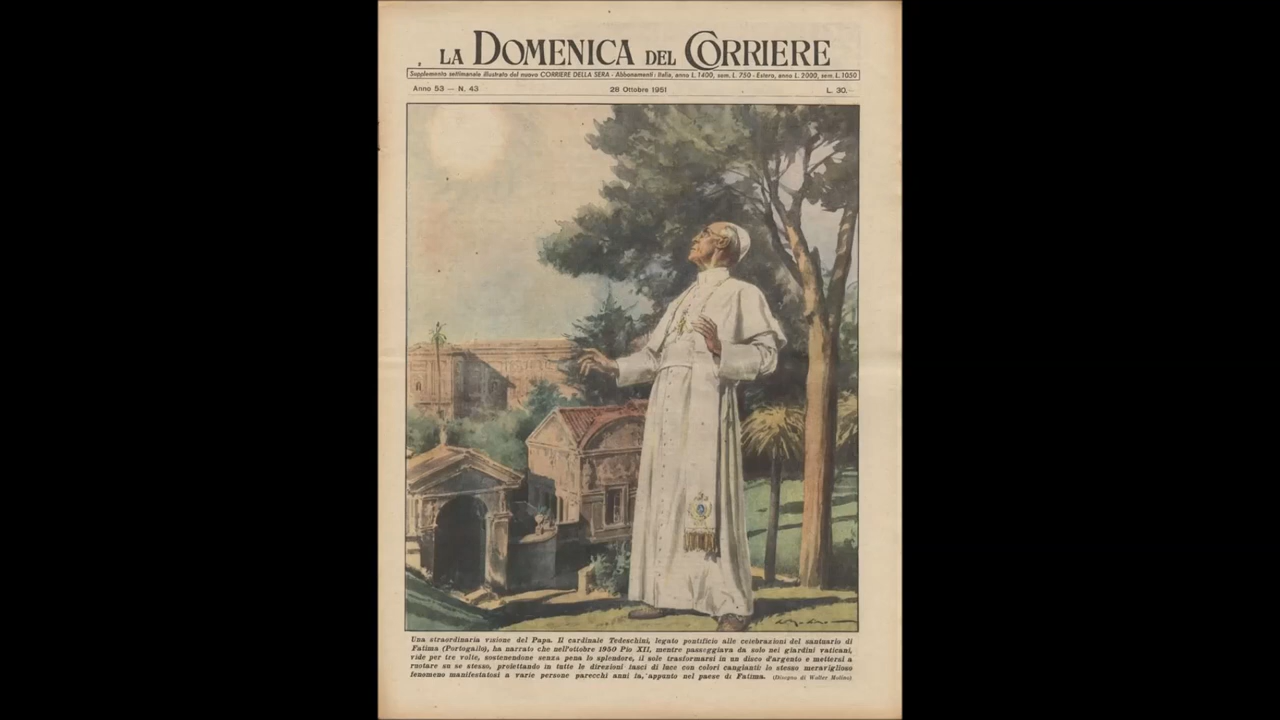 LA DOMENICA DEL CORRIERE
Supplemento settimanale illustrato del nuovo CORRIERE DELLA SERA - Abbonamenti: Italia, anno L. 1400, sem. L. 750 - Estero, anno L. 2000, sem. L. 1050
Anno 53 — N. 43 28 Ottobre 1951 L. 30.-
Una straordinaria visione del Papa. Il cardinale Tedeschini, legato pontificio alle celebrazioni del santuario di
Fatima (Portogallo), ha narrato che nell'ottobre 1950 Pio XII, mentre passeggiava da solo nei giardini vaticani,
vide per tre volte, sostenendone senza pena lo splendore, il sole trasformarsi in un disco d'argento e mettersi a
ruotare su se stesso, proiettando in tutte le direzioni fasci di luce con colori cangianti: lo stesso meraviglioso
fenomeno manifestatosi a varie persone parecchi anni fa, appunto nel paese di Fatima. (Disegno di Walter Molino)